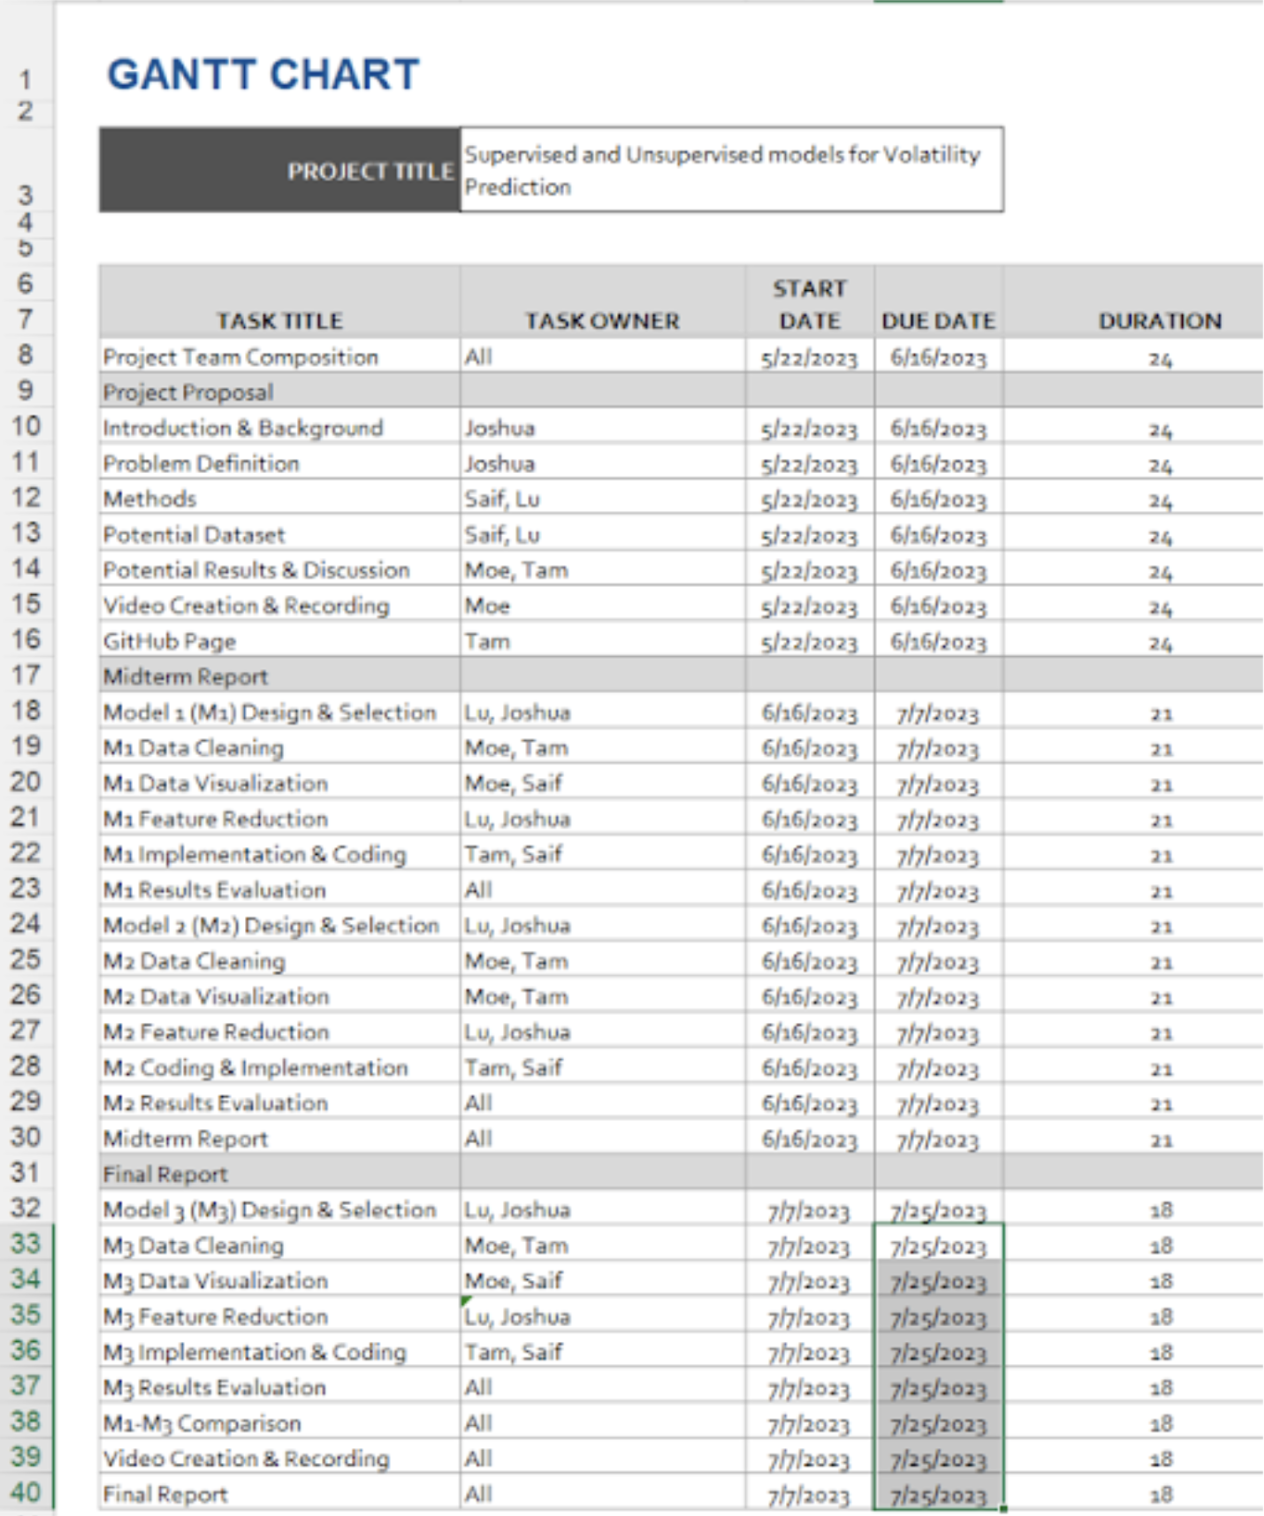 1 GANTT CHART
2
3 PROJECT TITLE Supervised and Unsupervised models for Volatility
Prediction
4
5
6 START
7 TASK TITLE TASK OWNER DATE DUE DATE DURATION
8 Project Team Composition All 5/22/2023 6/16/2023 24
9 Project Proposal
10 Introduction & Background Joshua 5/22/2023 6/16/2023 24
11 Problem Definition Joshua 5/22/2023 6/16/2023 24
12 Methods Saif, Lu 5/22/2023 6/16/2023 24
13 Potential Dataset Saif, Lu 5/22/2023 6/16/2023 24
14 Potential Results & Discussion Moe, Tam 5/22/2023 6/16/2023 24
15 Video Creation & Recording Moe 5/22/2023 6/16/2023 24
16 GitHub Page Tam 5/22/2023 6/16/2023 24
17 Midterm Report
18 Model 1 (M1) Design & Selection Lu, Joshua 6/16/2023 7/7/2023 21
19 M1 Data Cleaning Moe, Tam 6/16/2023 7/7/2023 21
20 M1 Data Visualization Moe, Saif 6/16/2023 7/7/2023 21
21 M1 Feature Reduction Lu, Joshua 6/16/2023 7/7/2023 21
22 M1 Implementation & Coding Tam, Saif 6/16/2023 7/7/2023 21
23 M1 Results Evaluation All 6/16/2023 7/7/2023 21
24 Model 2 (M2) Design & Selection Lu, Joshua 6/16/2023 7/7/2023 21
25 M2 Data Cleaning Moe, Tam 6/16/2023 7/7/2023 21
26 M2 Data Visualization Moe, Tam 6/16/2023 7/7/2023 21
27 M2 Feature Reduction Lu, Joshua 6/16/2023 7/7/2023 21
28 M2 Coding & Implementation Tam, Saif 6/16/2023 7/7/2023 21
29 M2 Results Evaluation All 6/16/2023 7/7/2023 21
30 Midterm Report All 6/16/2023 7/7/2023 21
31 Final Report
32 Model 3 (M3) Design & Selection Lu, Joshua 7/7/2023 7/25/2023 18
33 M3 Data Cleaning Moe, Tam 7/7/2023 7/25/2023 18
34 M3 Data Visualization Moe, Saif 7/7/2023 7/25/2023 18
35 M3 Feature Reduction Lu, Joshua 7/7/2023 7/25/2023 18
36 M3 Implementation & Coding Tam, Saif 7/7/2023 7/25/2023 18
37 M3 Results Evaluation All 7/7/2023 7/25/2023 18
38 M1-M3 Comparison All 7/7/2023 7/25/2023 18
39 Video Creation & Recording All 7/7/2023 7/25/2023 18
40 Final Report All 7/7/2023 7/25/2023 18